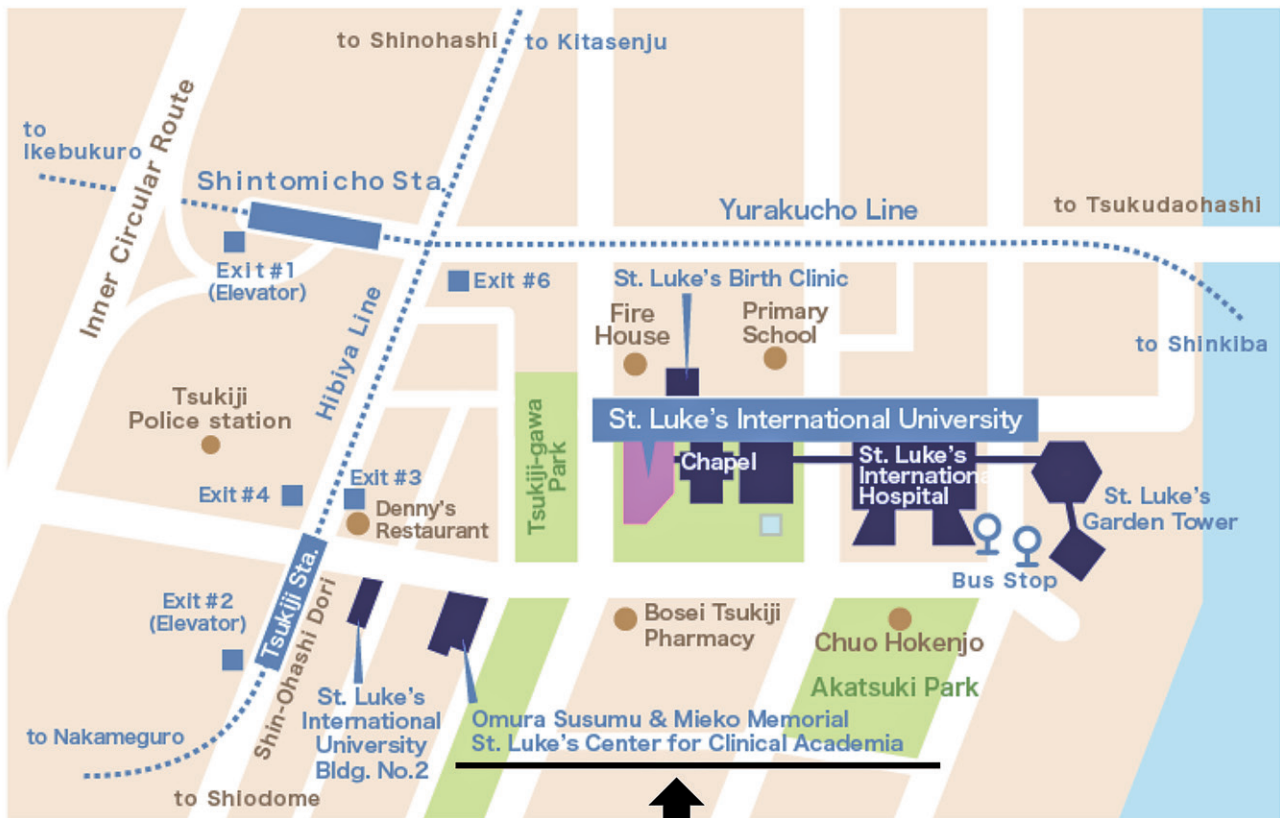 to Shinohashi
to Kitasenju
to
Ikebukuro
Inner Circular Route
Shintomicho Sta.
Yurakucho Line
to Tsukudaohashi
Exit #1
(Elevator)
Exit #6
St. Luke's Birth Clinic
Fire
House
Primary
School
to Shinkiba
Hibiya Line
Tsukiji
Police station
Tsukiji-gawa
Park
St. Luke's International University
Chapel
St. Luke's
Internationa
Hospital
Exit #4
Exit #3
Denny's
Restaurant
St. Luke's
Garden Tower
Bus Stop
Tsukiji Sta.
Shin-Ohashi Dori
Exit #2
(Elevator)
Bosei Tsukiji
Pharmacy
Chuo Hokenjo
Akatsuki Park
St. Luke's
International
University
Bldg. No.2
Omura Susumu & Mieko Memorial
St. Luke's Center for Clinical Academia
to Nakameguro
to Shiodome